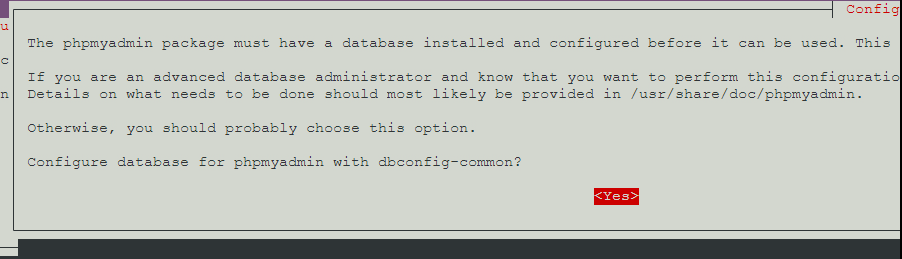 Config
u
The phpmyadmin package must have a database installed and configured before it can be used. This
c
If you are an advanced database administrator and know that you want to perform this configuratio
n
Details on what needs to be done should most likely be provided in /usr/share/doc/phpmyadmin.
Otherwise, you should probably choose this option.
Configure database for phpmyadmin with dbconfig-common?
<Yes>